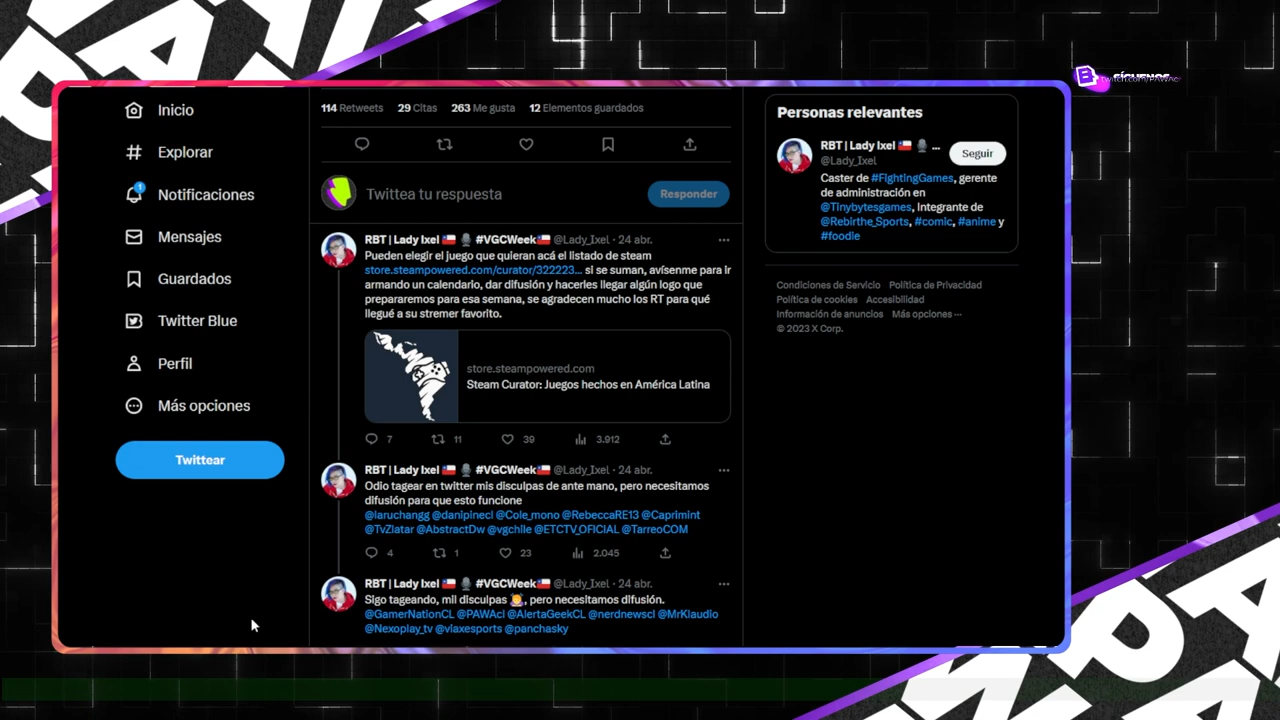 Inicio
Explorar
1
Notificaciones
Mensajes
Guardados
Twitter Blue
Perfil
Más opciones
Twittear
114 Retweets 29 Citas 263 Me gusta 12 Elementos guardados
Twittea tu respuesta
Responder
RBT | Lady Ixel #VGCWeek @Lady_Ixel · 24 abr. ···
Pueden elegir el juego que quieran acá el listado de steam
store.steampowered.com/curator/322223... si se suman, avísenme para ir
armando un calendario, dar difusión y hacerles llegar algún logo que
prepararemos para esa semana, se agradecen mucho los RT para qué
llegué a su stremer favorito.
store.steampowered.com
Steam Curator: Juegos hechos en América Latina
7 11 39 3.912
RBT | Lady Ixel #VGCWeek @Lady_Ixel · 24 abr. ···
Odio tagear en twitter mis disculpas de ante mano, pero necesitamos
difusión para que esto funcione
@laruchangg @danipinecl @Cole_mono @RebeccaRE13 @Caprimint
@TvZlatar @AbstractDw @vgchile @ETCTV_OFICIAL @TarreoCOM
4 1 23 2.045
RBT | Lady Ixel #VGCWeek @Lady_Ixel · 24 abr. ···
Sigo tageando, mil disculpas, pero necesitamos difusión.
@GamerNationCL @PAWAcl @AlertaGeekCL @nerdnewscl @MrKlaudio
@Nexoplay_tv @vlaxesports @panchasky
Personas relevantes
RBT | Lady Ixel ...
@Lady_Ixel
Seguir
Caster de #FightingGames, gerente
de administración en
@Tinybytesgames, Integrante de
@Rebirthe_Sports, #comic, #anime y
#foodie
Condiciones de Servicio Política de Privacidad
Política de cookies Accesibilidad
Información de anuncios Más opciones ···
© 2023 X Corp.